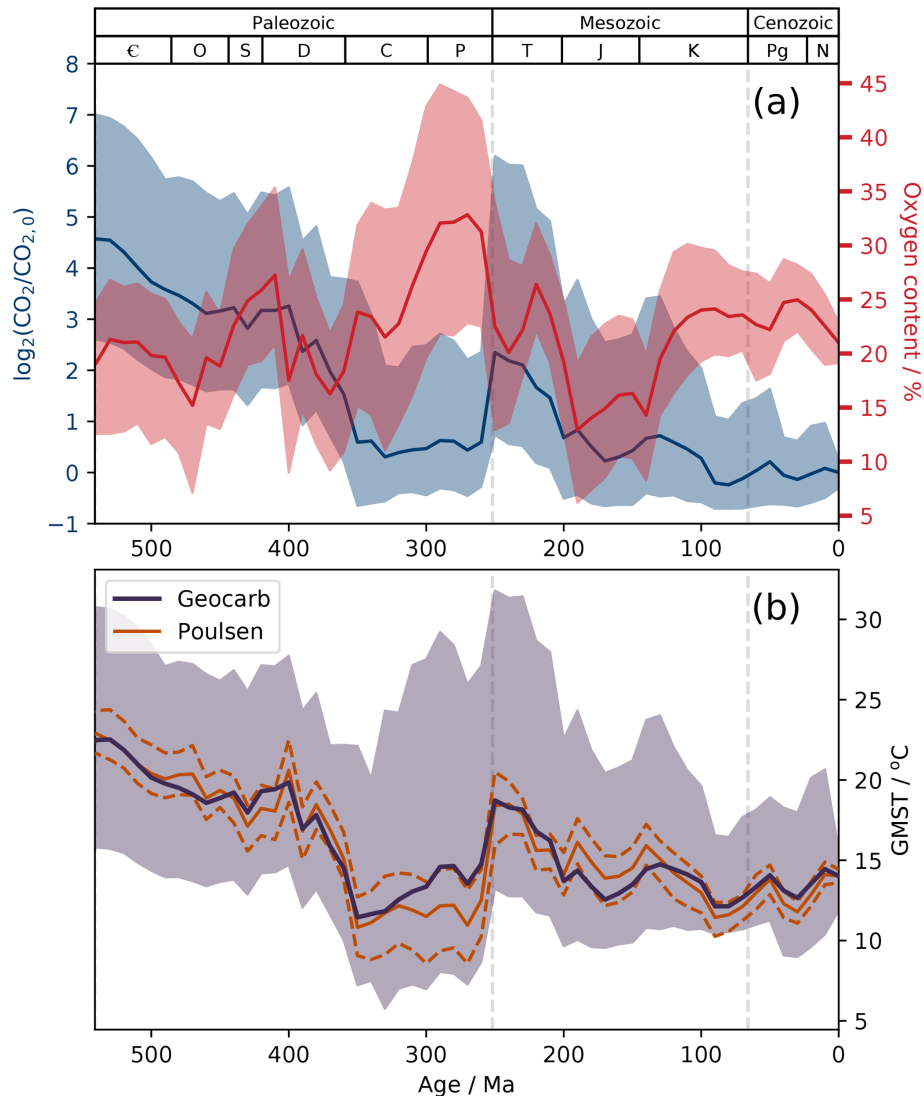 Paleozoic Mesozoic Cenozoic
Є O S D C P T J K Pg N
(a)
log₂(CO₂/CO₂,₀)
8
7
6
5
4
3
2
1
0
−1
45
40
35
30
25
20
15
10
5
Oxygen content / %
500 400 300 200 100 0
(b)
Geocarb
Poulsen
30
25
20
15
10
5
GMST / °C
500 400 300 200 100 0
Age / Ma